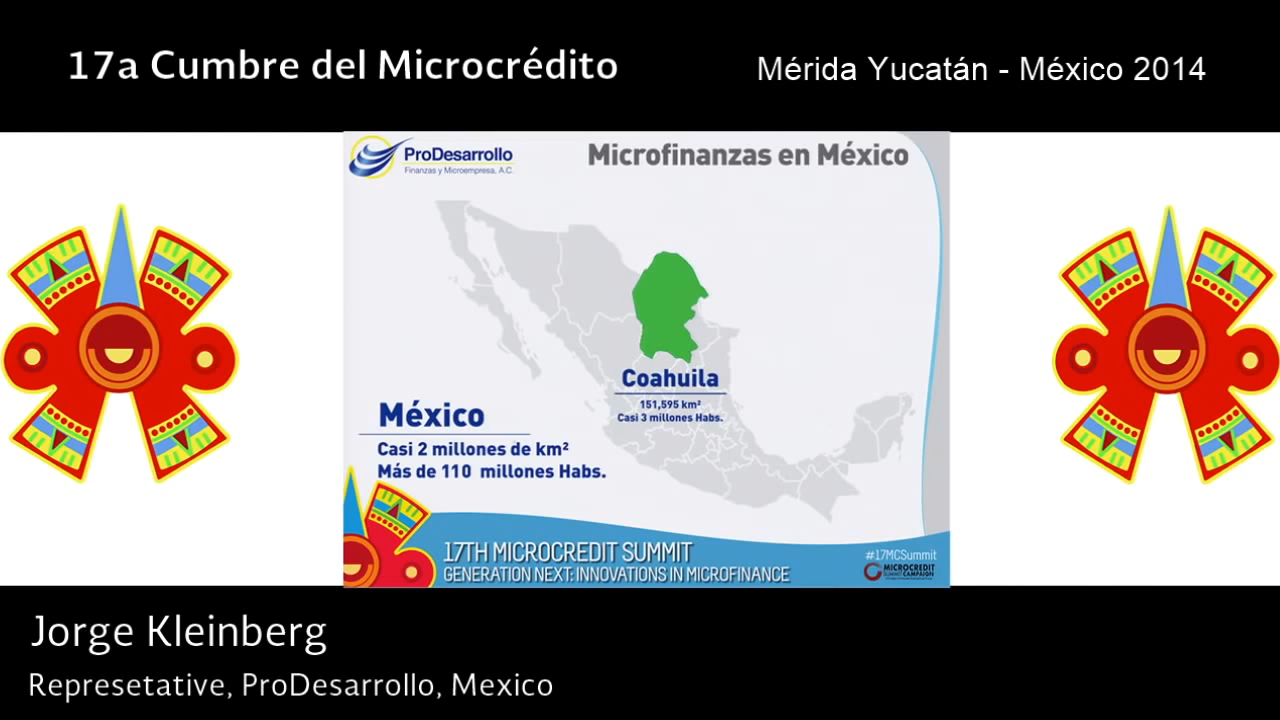 17a Cumbre del Microcrédito
Mérida Yucatán - México 2014
ProDesarrollo
Finanzas y Microempresa, A.C.
Microfinanzas en México
Coahuila
151,595 km²
Casi 3 millones Habs.
México
Casi 2 millones de km²
Más de 110 millones Habs.
17TH MICROCREDIT SUMMIT
GENERATION NEXT: INNOVATIONS IN MICROFINANCE
#17MCSummit
MICROCREDIT
SUMMIT CAMPAIGN
Jorge Kleinberg
Represetative, ProDesarrollo, Mexico